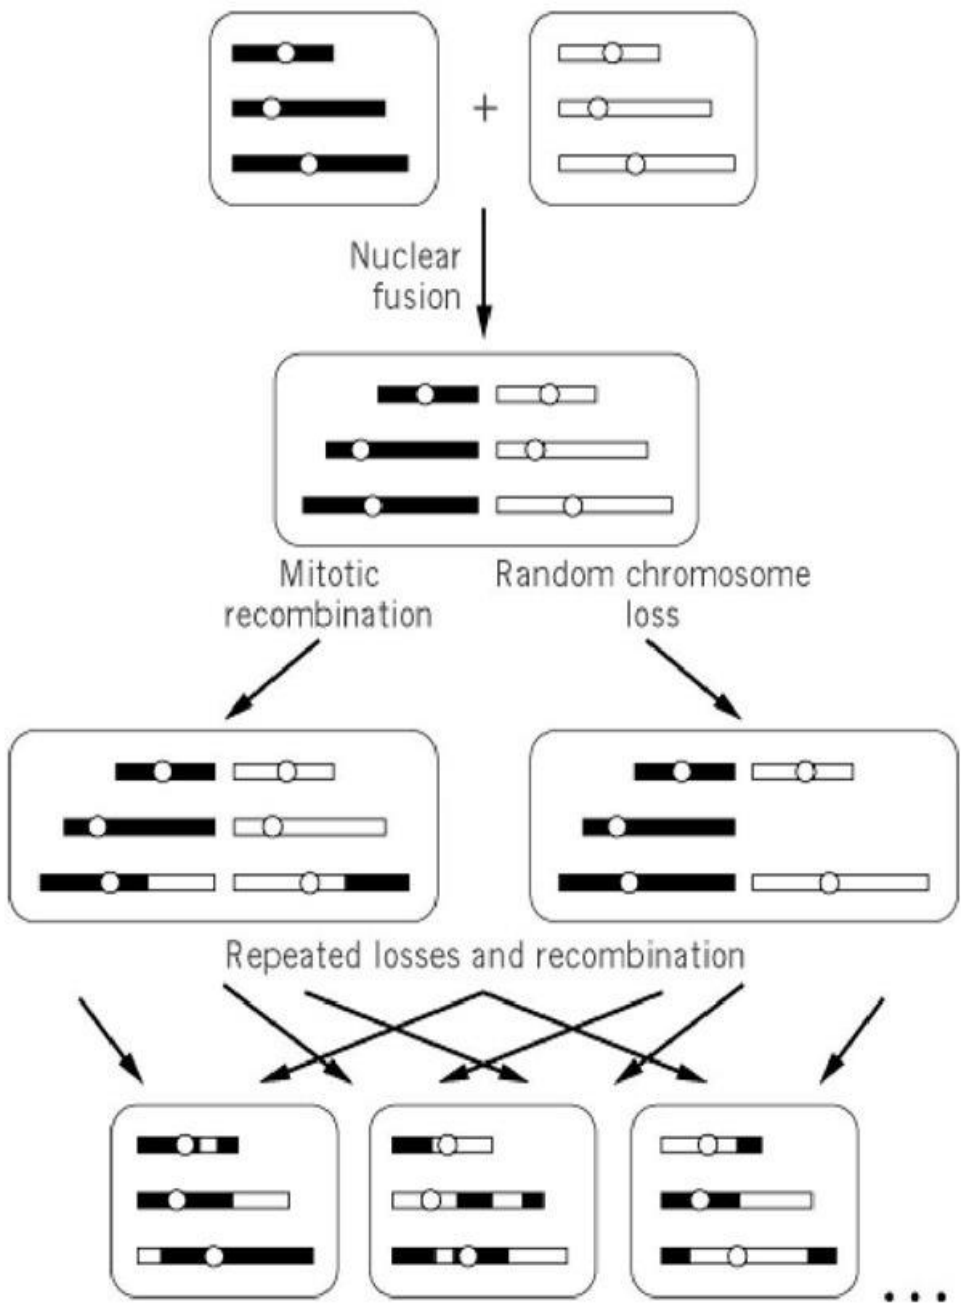 +
Nuclear
fusion
Mitotic
recombination
Random chromosome
loss
Repeated losses and recombination
...